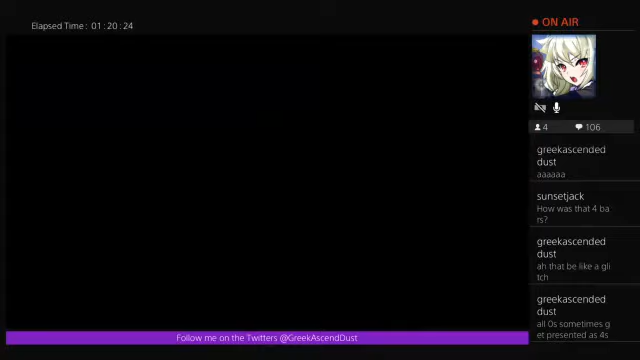 Elapsed Time : 01:20:24
ON AIR
4 106
greekascended
dust
aaaaaa
sunsetjack
How was that 4 ba
rs?
greekascended
dust
ah that be like a gli
tch
greekascended
dust
all 0s sometimes g
et presented as 4s
Follow me on the Twitters @GreekAscendDust